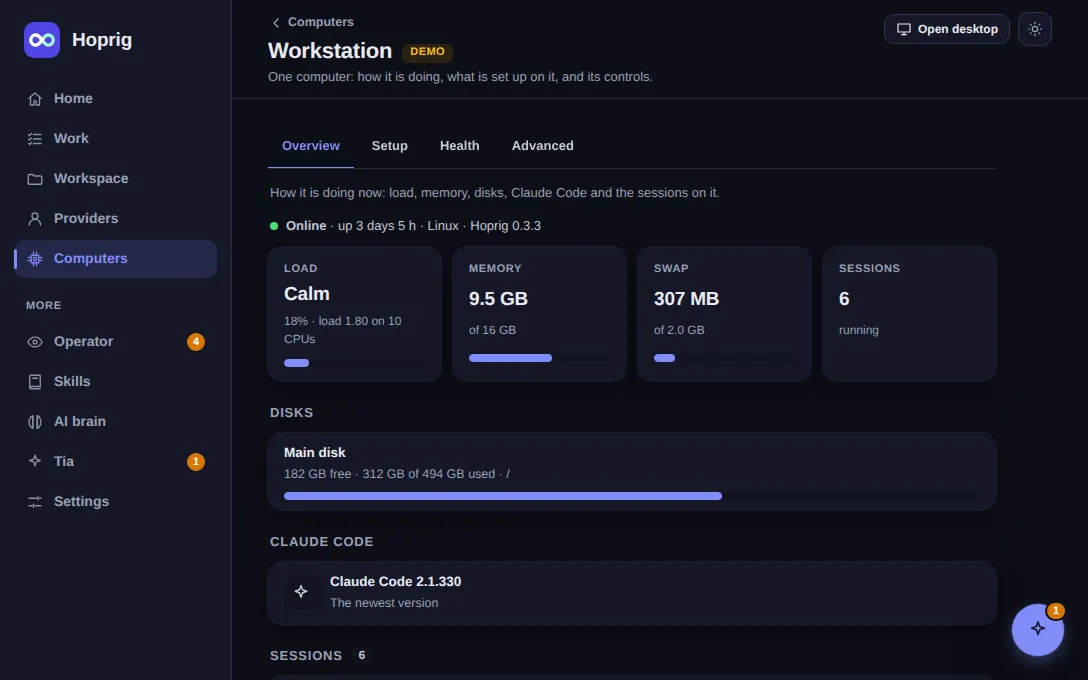 Hoprig
Home
Work
Workspace
Providers
Computers
MORE
Operator 4
Skills
AI brain
Tia 1
Settings
Computers
Workstation DEMO
One computer: how it is doing, what is set up on it, and its controls.
Open desktop
Overview Setup Health Advanced
How it is doing now: load, memory, disks, Claude Code and the sessions on it.
Online · up 3 days 5 h · Linux · Hoprig 0.3.3
LOAD
Calm
18% · load 1.80 on 10
CPUs
MEMORY
9.5 GB
of 16 GB
SWAP
307 MB
of 2.0 GB
SESSIONS
6
running
DISKS
Main disk
182 GB free · 312 GB of 494 GB used · /
CLAUDE CODE
Claude Code 2.1.330
The newest version
SESSIONS 6
1